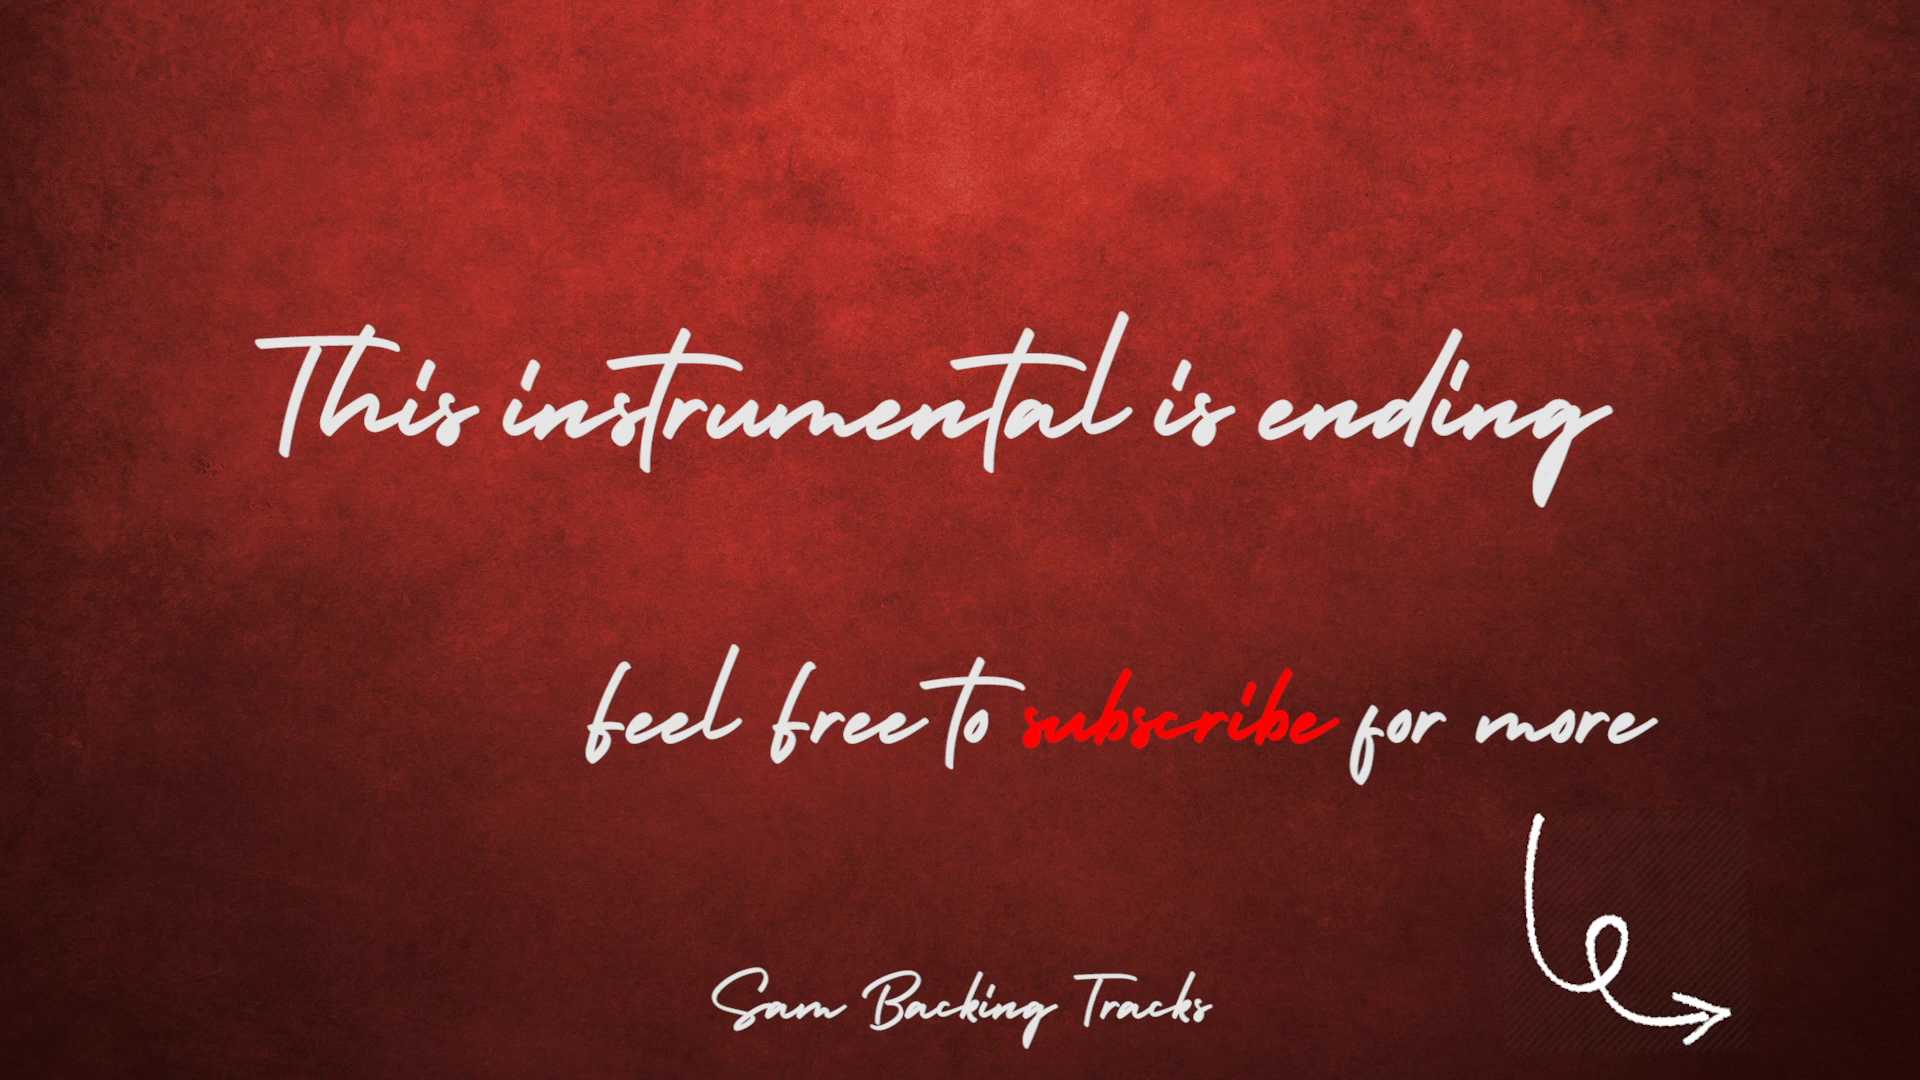 This instrumental is ending
feel free to subscribe for more
Sam Backing Tracks